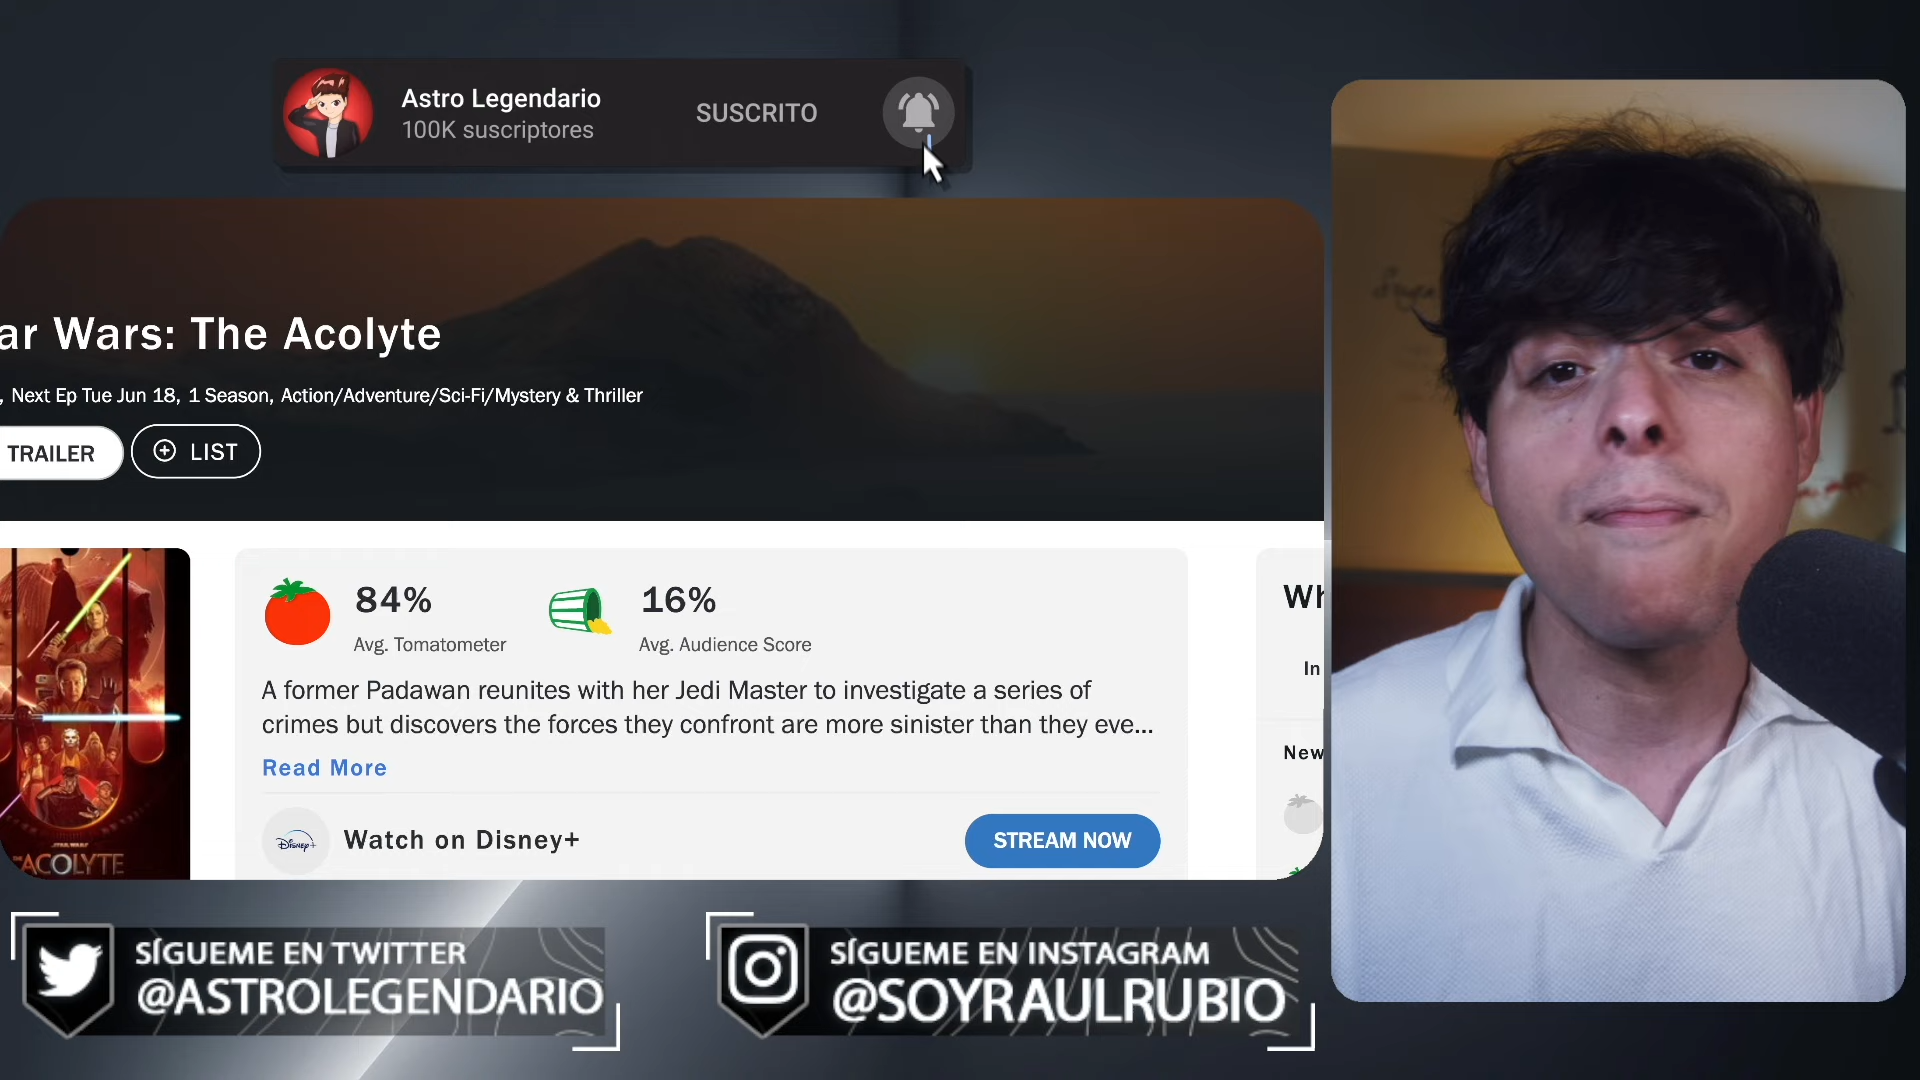 Astro Legendario
100K suscriptores
SUSCRITO
ar Wars: The Acolyte
, Next Ep Tue Jun 18, 1 Season, Action/Adventure/Sci-Fi/Mystery & Thriller
TRAILER
LIST
84%
Avg. Tomatometer
16%
Avg. Audience Score
A former Padawan reunites with her Jedi Master to investigate a series of
crimes but discovers the forces they confront are more sinister than they eve...
Read More
Disney+
Watch on Disney+
STREAM NOW
Wh
In
New
STAR WARS
ACOLYTE
SÍGUEME EN TWITTER
@ASTROLEGENDARIO
SÍGUEME EN INSTAGRAM
@SOYRAULRUBIO